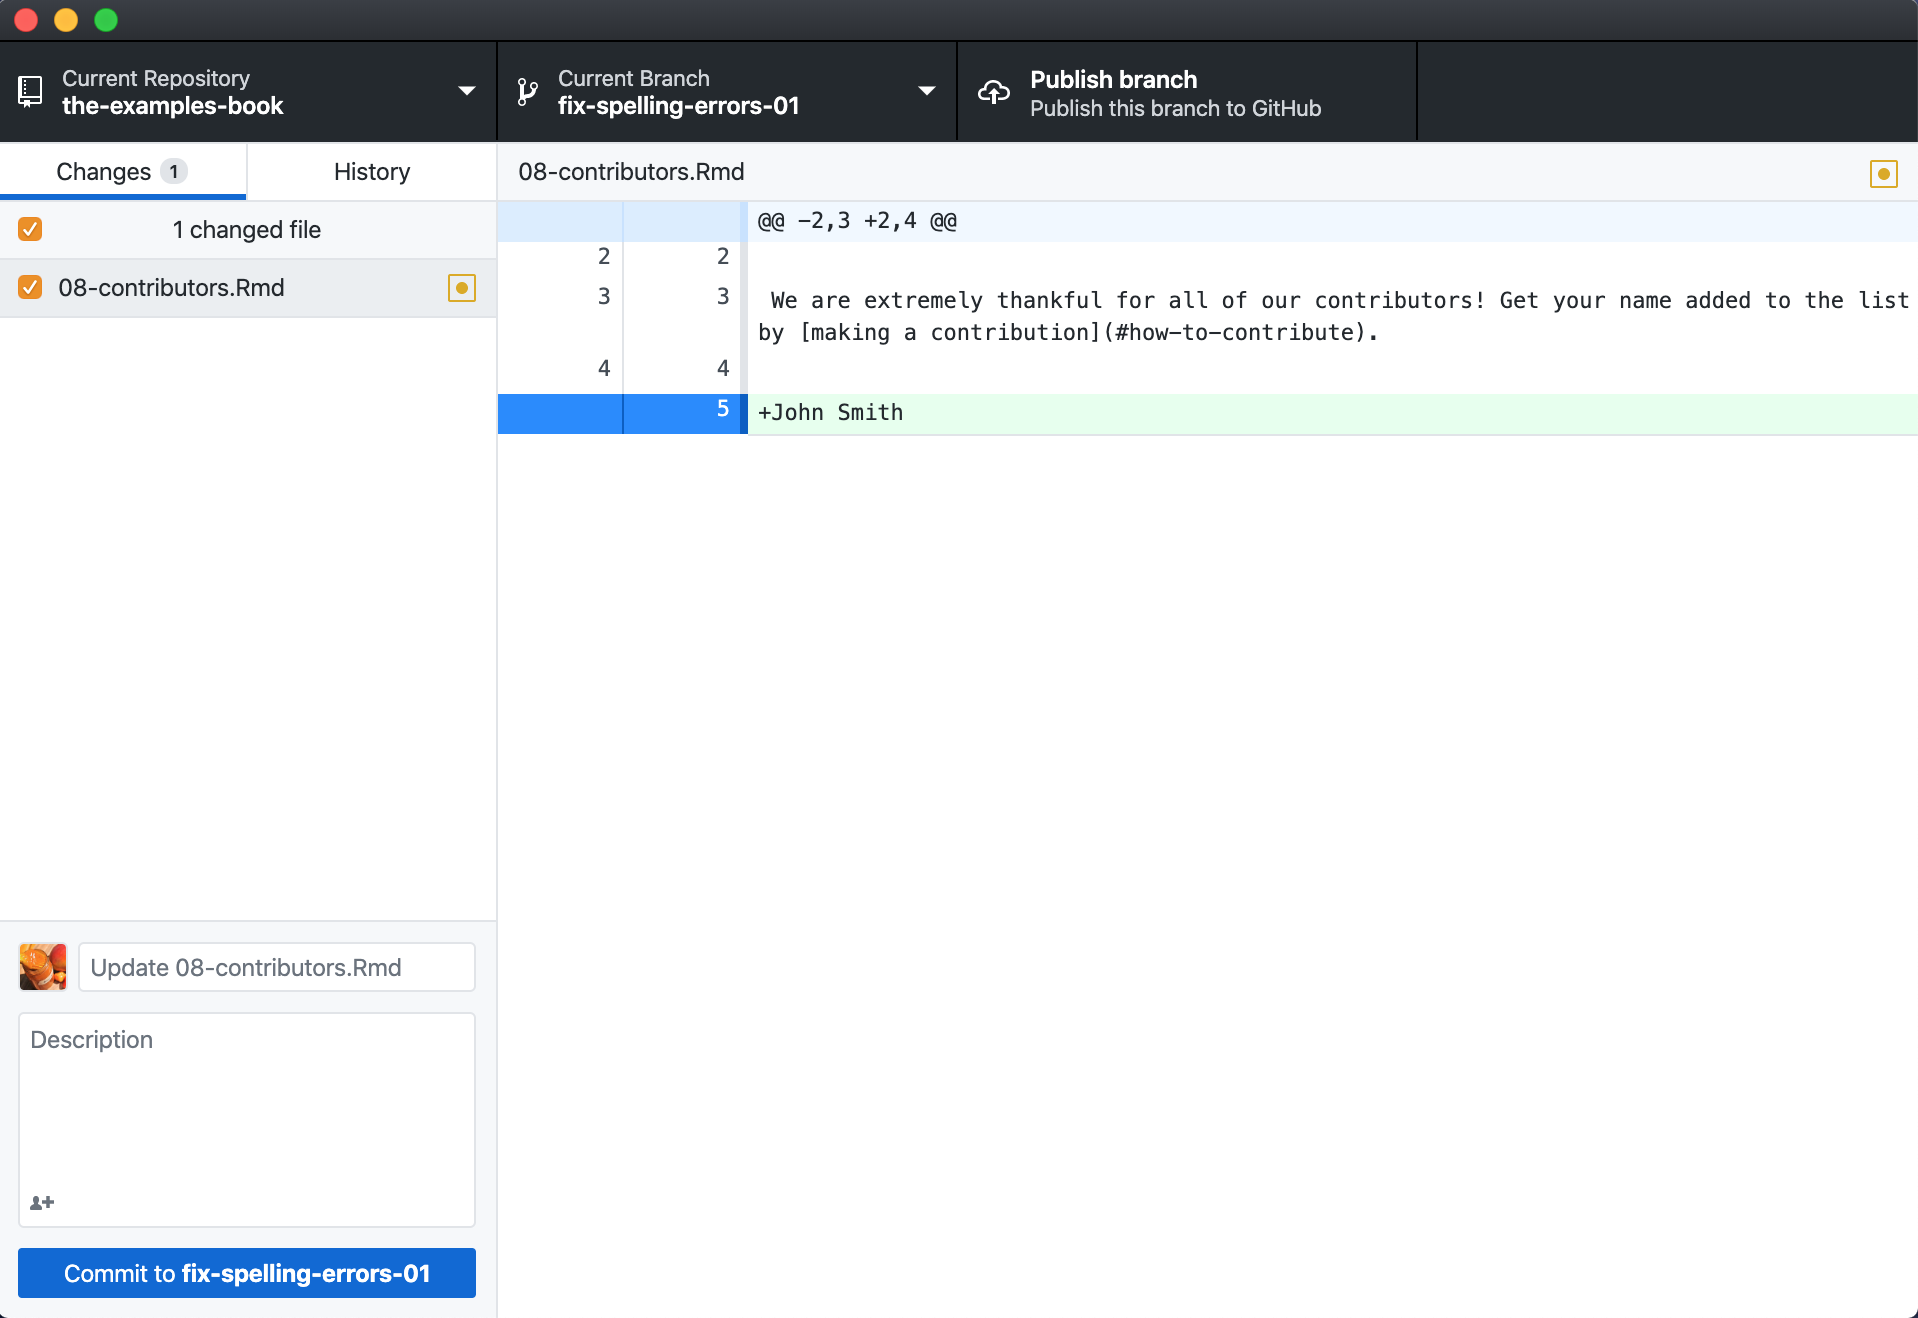 Current Repository
the-examples-book
Current Branch
fix-spelling-errors-01
Publish branch
Publish this branch to GitHub
Changes 1
History
08-contributors.Rmd
1 changed file
08-contributors.Rmd
@@ -2,3 +2,4 @@
2 2
3 3 We are extremely thankful for all of our contributors! Get your name added to the list
by [making a contribution](#how-to-contribute).
4 4
5 +John Smith
Update 08-contributors.Rmd
Description
Commit to fix-spelling-errors-01